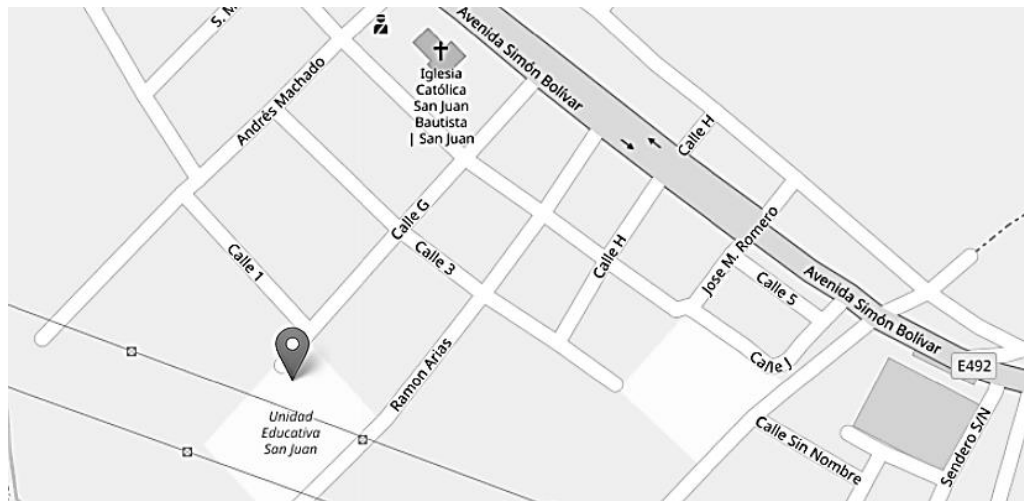 S. M
Avenida Simón Bolívar
Iglesia
Católica
San Juan
Bautista
| San Juan
Andrés Machado
Calle H
Calle G
Jose M. Romero
Calle 1
Calle 3
Calle H
Calle 5
Avenida Simón Bolívar
E492
Ramon Arias
Calle J
Unidad
Educativa
San Juan
Calle Sin Nombre
Sendero S/N